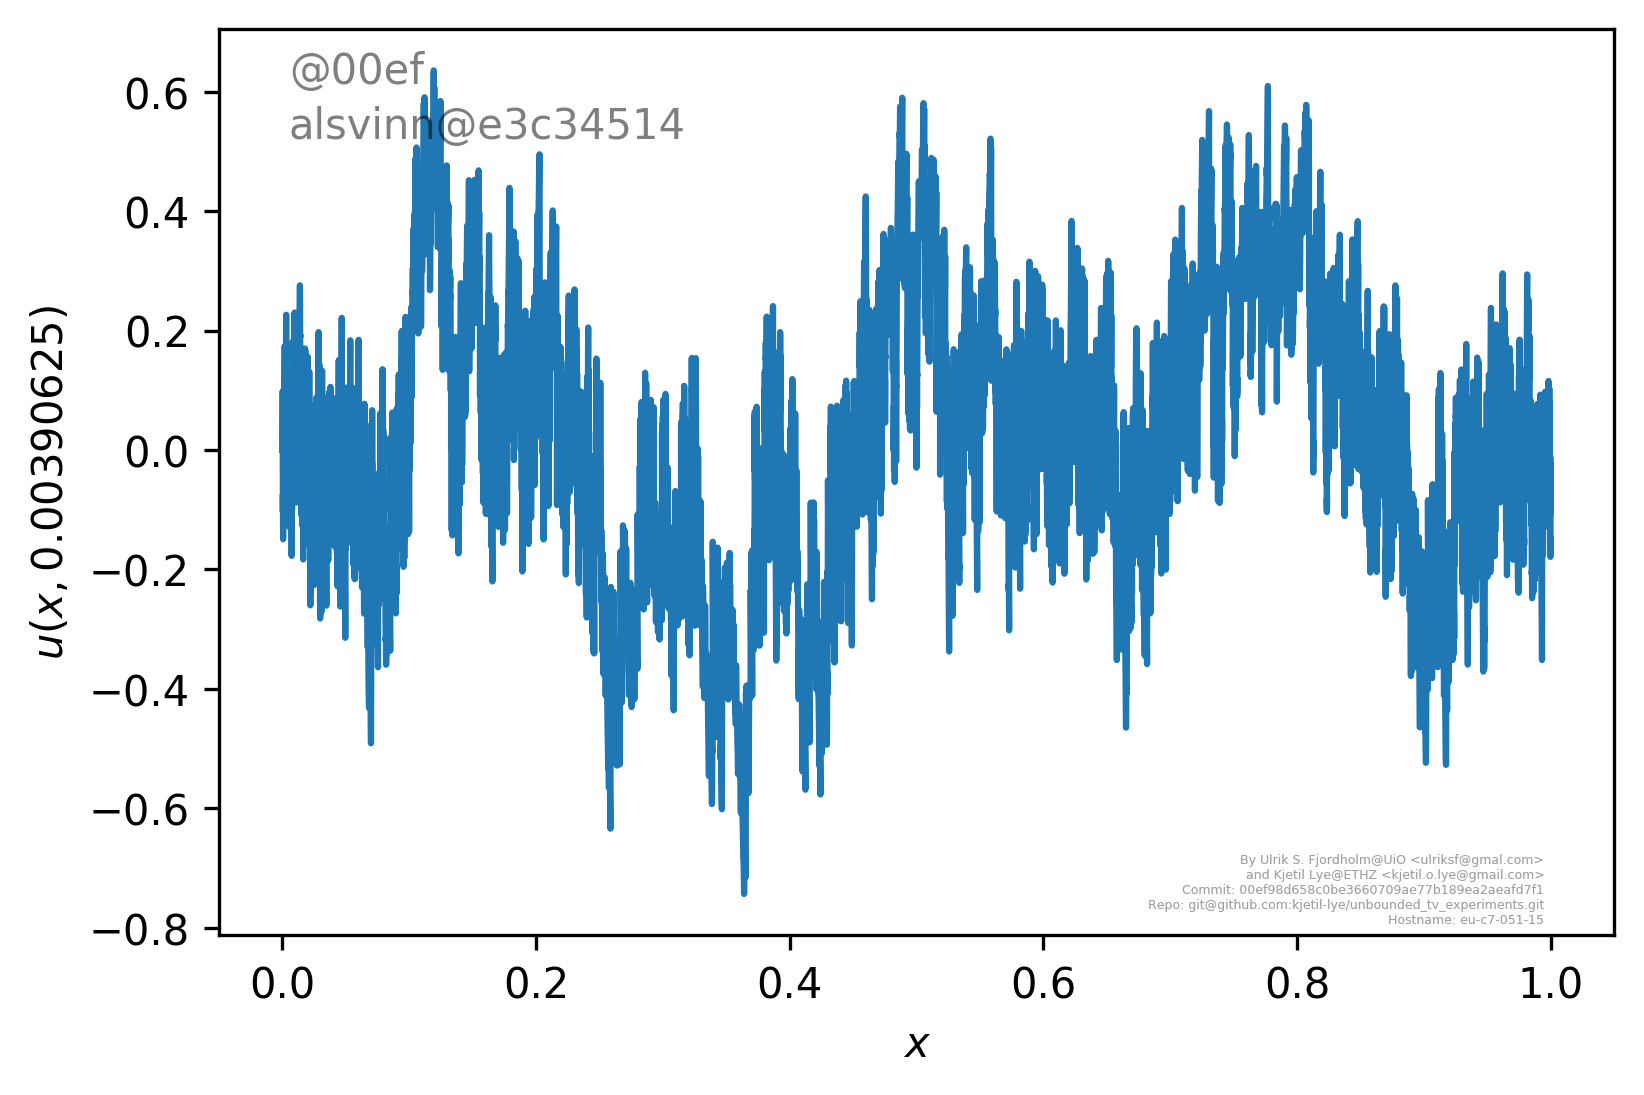 @00ef
alsvinn@e3c34514
0.6
0.4
0.2
0.0
−0.2
−0.4
−0.6
−0.8
u(x, 0.00390625)
By Ulrik S. Fjordholm@UiO <ulriksf@gmal.com>
and Kjetil Lye@ETHZ <kjetil.o.lye@gmail.com>
Commit: 00ef98d658c0be3660709ae77b189ea2aeafd7f1
Repo: git@github.com:kjetil-lye/unbounded_tv_experiments.git
Hostname: eu-c7-051-15
0.0 0.2 0.4 0.6 0.8 1.0
x